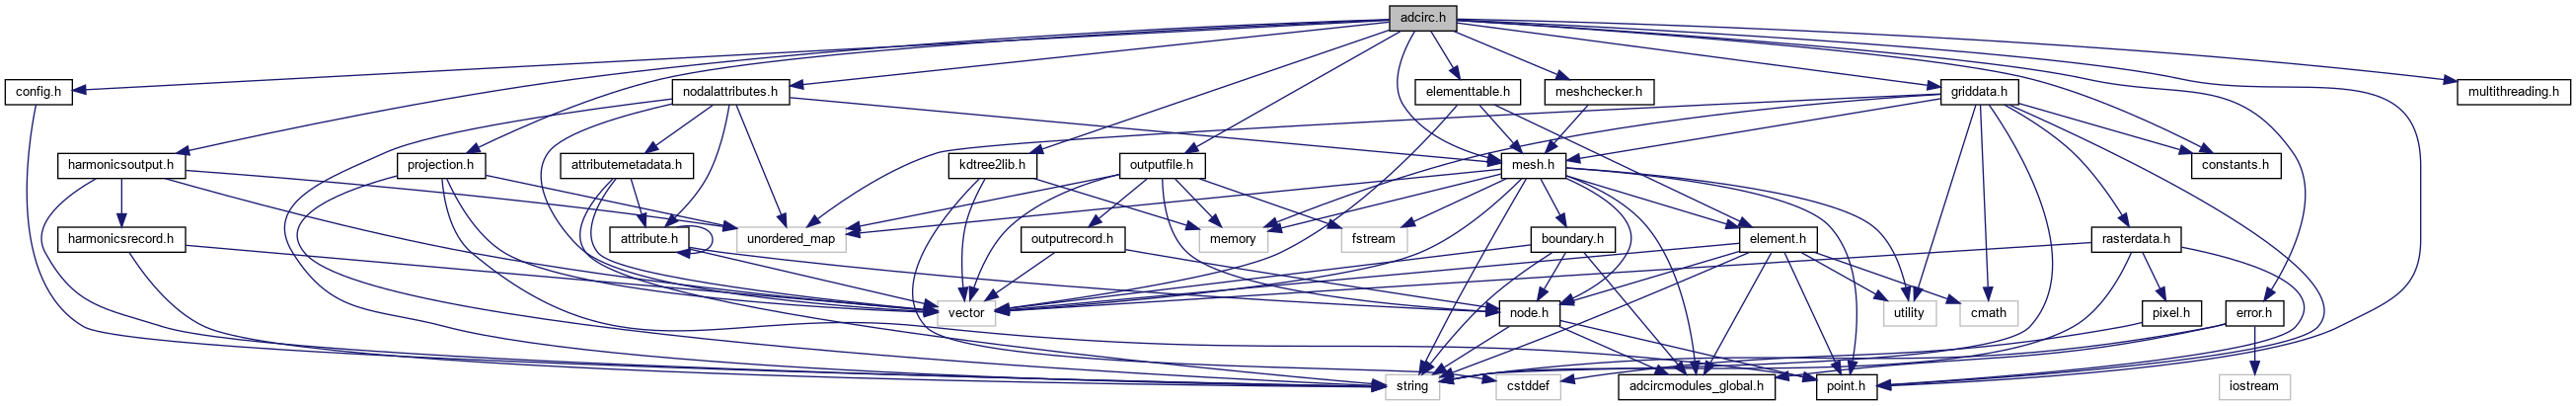 adcirc.h
config.h
nodalattributes.h
elementtable.h
meshchecker.h
griddata.h
multithreading.h
harmonicsoutput.h
projection.h
attributemetadata.h
kdtree2lib.h
outputfile.h
mesh.h
constants.h
harmonicsrecord.h
attribute.h
unordered_map
outputrecord.h
memory
fstream
boundary.h
element.h
rasterdata.h
vector
node.h
utility
cmath
pixel.h
error.h
string
cstddef
adcircmodules_global.h
point.h
iostream